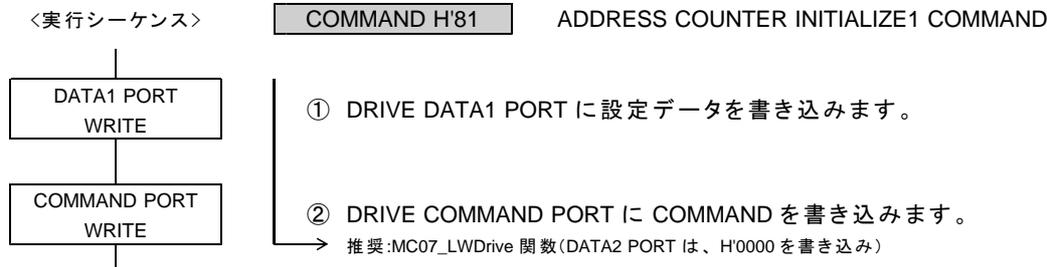 <実行シーケンス>
COMMAND H'81 ADDRESS COUNTER INITIALIZE1 COMMAND
DATA1 PORT
WRITE
① DRIVE DATA1 PORT に設定データを書き込みます。
COMMAND PORT
WRITE
② DRIVE COMMAND PORT に COMMAND を書き込みます。
推奨:MC07_LWDrive 関数(DATA2 PORT は、H'0000 を書き込み)